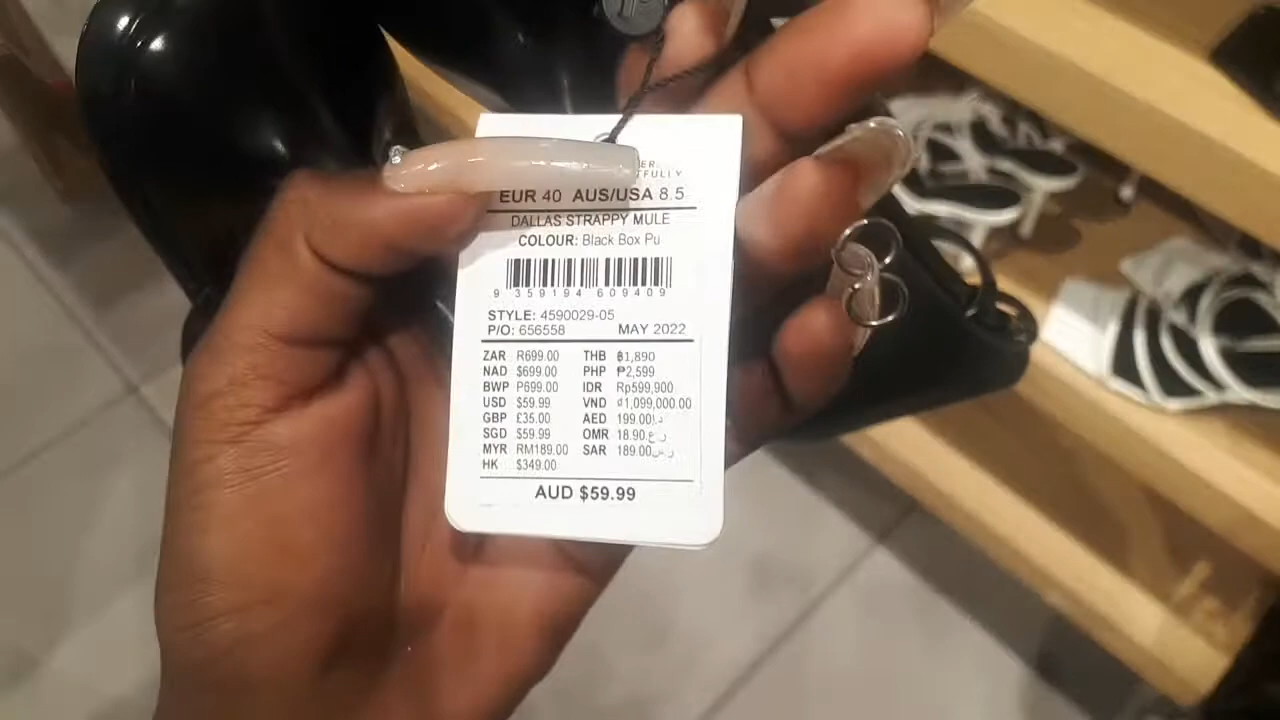 TFULLY
EUR 40 AUS/USA 8.5
DALLAS STRAPPY MULE
COLOUR: Black Box Pu
9 359194 609409
STYLE: 4590029-05
P/O: 656558 MAY 2022
ZAR R699.00 THB ฿1,890
NAD $699.00 PHP ₱2,599
BWP P699.00 IDR Rp599,900
USD $59.99 VND ₫1,099,000.00
GBP £35.00 AED 199.00
SGD $59.99 OMR 18.90
MYR RM189.00 SAR 189.00
HK $349.00
AUD $59.99